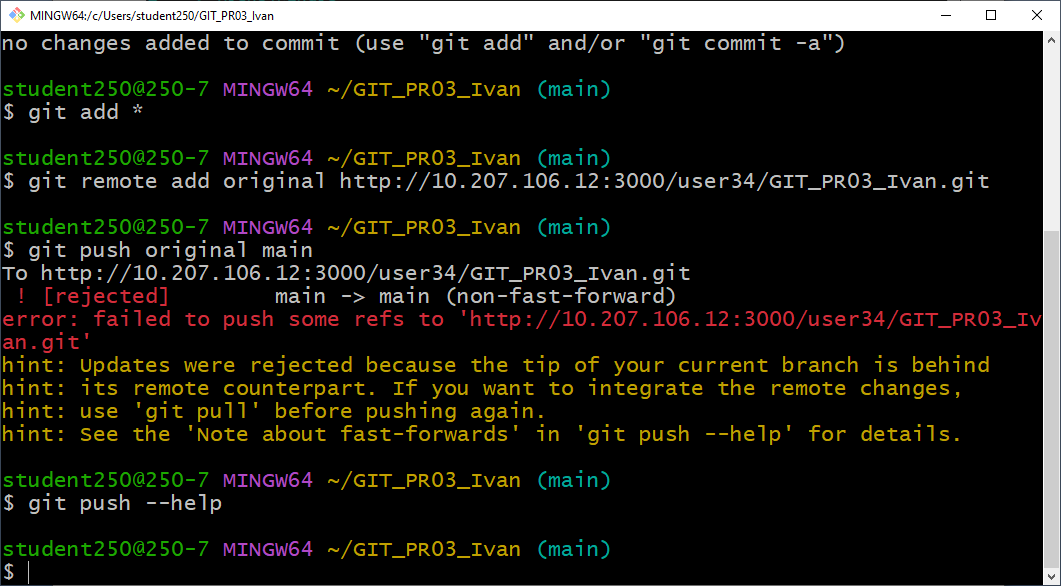 MINGW64:/c/Users/student250/GIT_PR03_Ivan
no changes added to commit (use "git add" and/or "git commit -a")
student250@250-7 MINGW64 ~/GIT_PR03_Ivan (main)
$ git add *
student250@250-7 MINGW64 ~/GIT_PR03_Ivan (main)
$ git remote add original http://10.207.106.12:3000/user34/GIT_PR03_Ivan.git
student250@250-7 MINGW64 ~/GIT_PR03_Ivan (main)
$ git push original main
To http://10.207.106.12:3000/user34/GIT_PR03_Ivan.git
! [rejected]        main -> main (non-fast-forward)
error: failed to push some refs to 'http://10.207.106.12:3000/user34/GIT_PR03_Iv
an.git'
hint: Updates were rejected because the tip of your current branch is behind
hint: its remote counterpart. If you want to integrate the remote changes,
hint: use 'git pull' before pushing again.
hint: See the 'Note about fast-forwards' in 'git push --help' for details.
student250@250-7 MINGW64 ~/GIT_PR03_Ivan (main)
$ git push --help
student250@250-7 MINGW64 ~/GIT_PR03_Ivan (main)
$